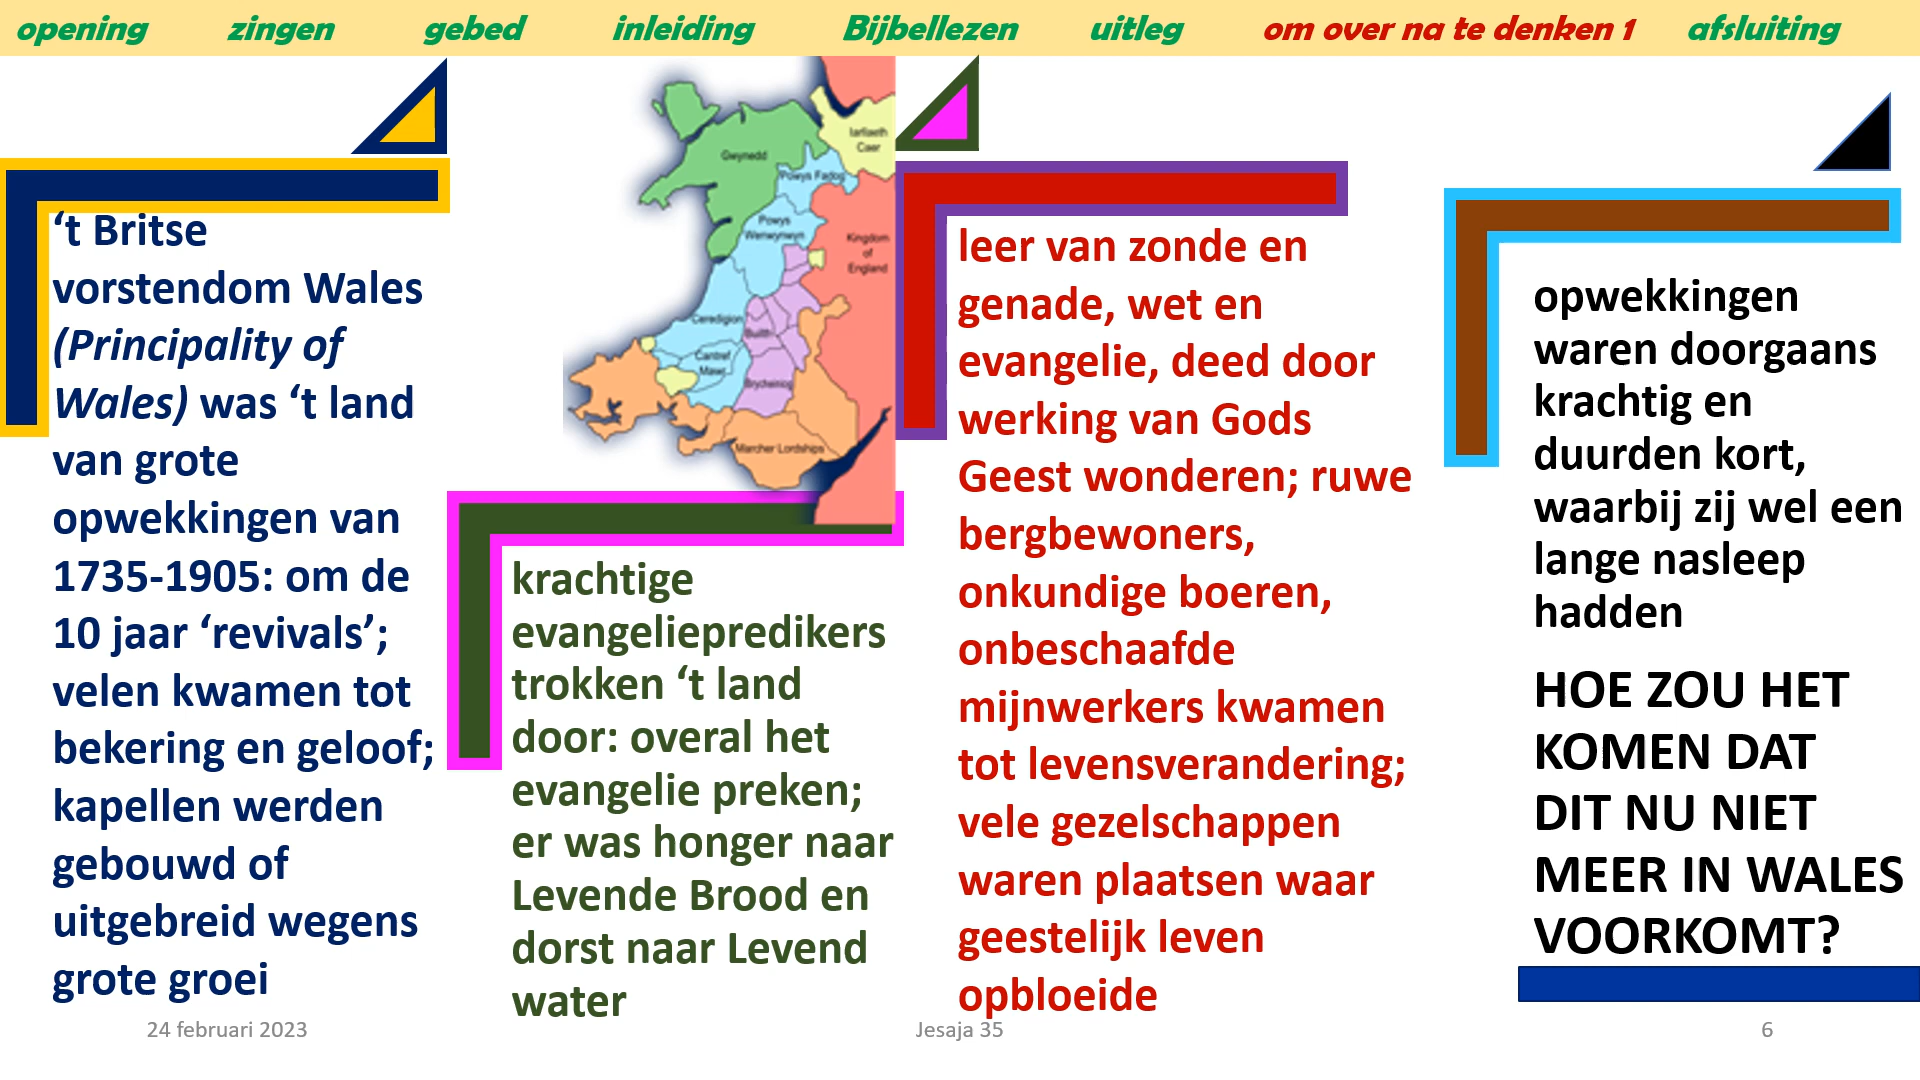 opening zingen gebed inleiding Bijbellezen uitleg om over na te denken 1 afsluiting
‘t Britse
vorstendom Wales
(Principality of
Wales) was ‘t land
van grote
opwekkingen van
1735-1905: om de
10 jaar ‘revivals’;
velen kwamen tot
bekering en geloof;
kapellen werden
gebouwd of
uitgebreid wegens
grote groei
Gwynedd
Iarllaeth
Caer
Powys Fadog
Powys
Wenwynwyn
Kingdom
of
England
Ceredigion
Builth
Cantref
Mawr
Brycheiniog
Marcher Lordships
krachtige
evangeliepredikers
trokken ‘t land
door: overal het
evangelie preken;
er was honger naar
Levende Brood en
dorst naar Levend
water
leer van zonde en
genade, wet en
evangelie, deed door
werking van Gods
Geest wonderen; ruwe
bergbewoners,
onkundige boeren,
onbeschaafde
mijnwerkers kwamen
tot levensverandering;
vele gezelschappen
waren plaatsen waar
geestelijk leven
opbloeide
opwekkingen
waren doorgaans
krachtig en
duurden kort,
waarbij zij wel een
lange nasleep
hadden
HOE ZOU HET
KOMEN DAT
DIT NU NIET
MEER IN WALES
VOORKOMT?
24 februari 2023
Jesaja 35
6